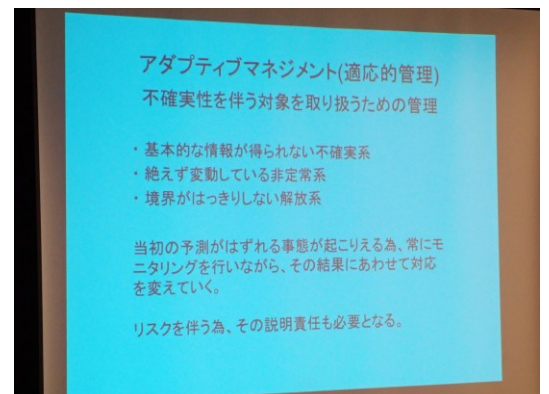 アダプティブマネジメント(適応的管理)
不確実性を伴う対象を取り扱うための管理
・基本的な情報が得られない不確実系
・絶えず変動している非定常系
・境界がはっきりしない解放系
当初の予測がはずれる事態が起こりえる為、常にモ
ニタリングを行いながら、その結果にあわせて対応
を変えていく。
リスクを伴う為、その説明責任も必要となる。